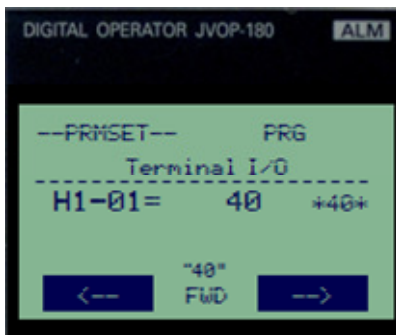 DIGITAL OPERATOR JVOP-180 ALM
--PRMSET-- PRG
Terminal I/O
H1-01= 40 *40*
"40"
<-- FWD -->